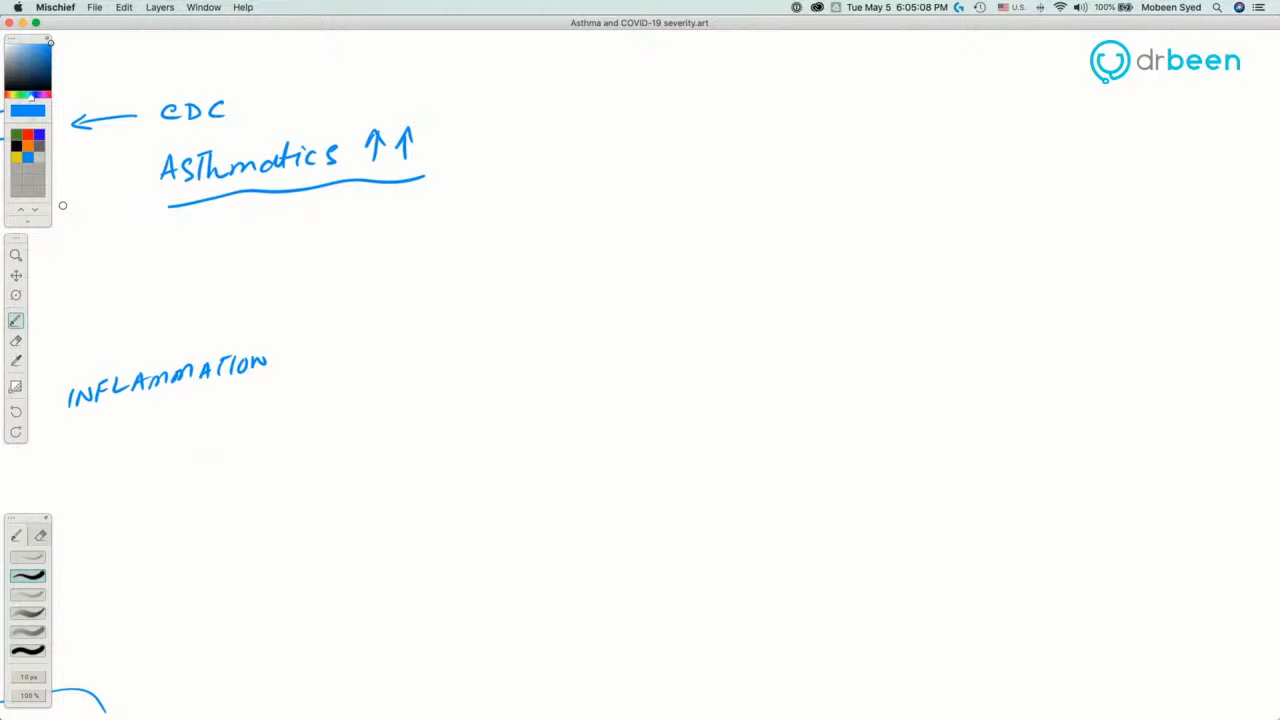 Mischief File Edit Layers Window Help Tue May 5 6:05:08 PM U.S. 100% Mobeen Syed
Asthma and COVID-19 severity.art
drbeen
CDC
Asthmatics ↑↑
INFLAMMATION
10 px
100 %